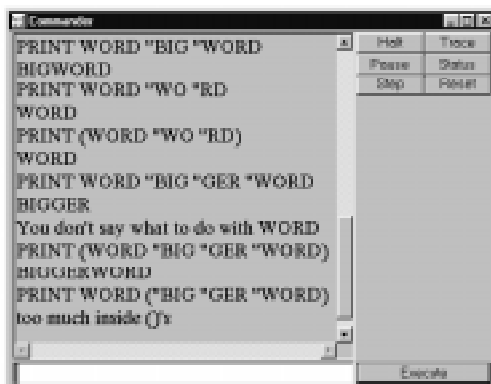 Commander
PRINT WORD "BIG "WORD
BIGWORD
PRINT WORD "WO "RD
WORD
PRINT (WORD "WO "RD)
WORD
PRINT WORD "BIG "GER "WORD
BIGGER
You don't say what to do with WORD
PRINT (WORD "BIG "GER "WORD)
BIGGERWORD
PRINT WORD ("BIG "GER "WORD)
too much inside ()'s
Halt Trace
Pause Status
Step Reset
Execute